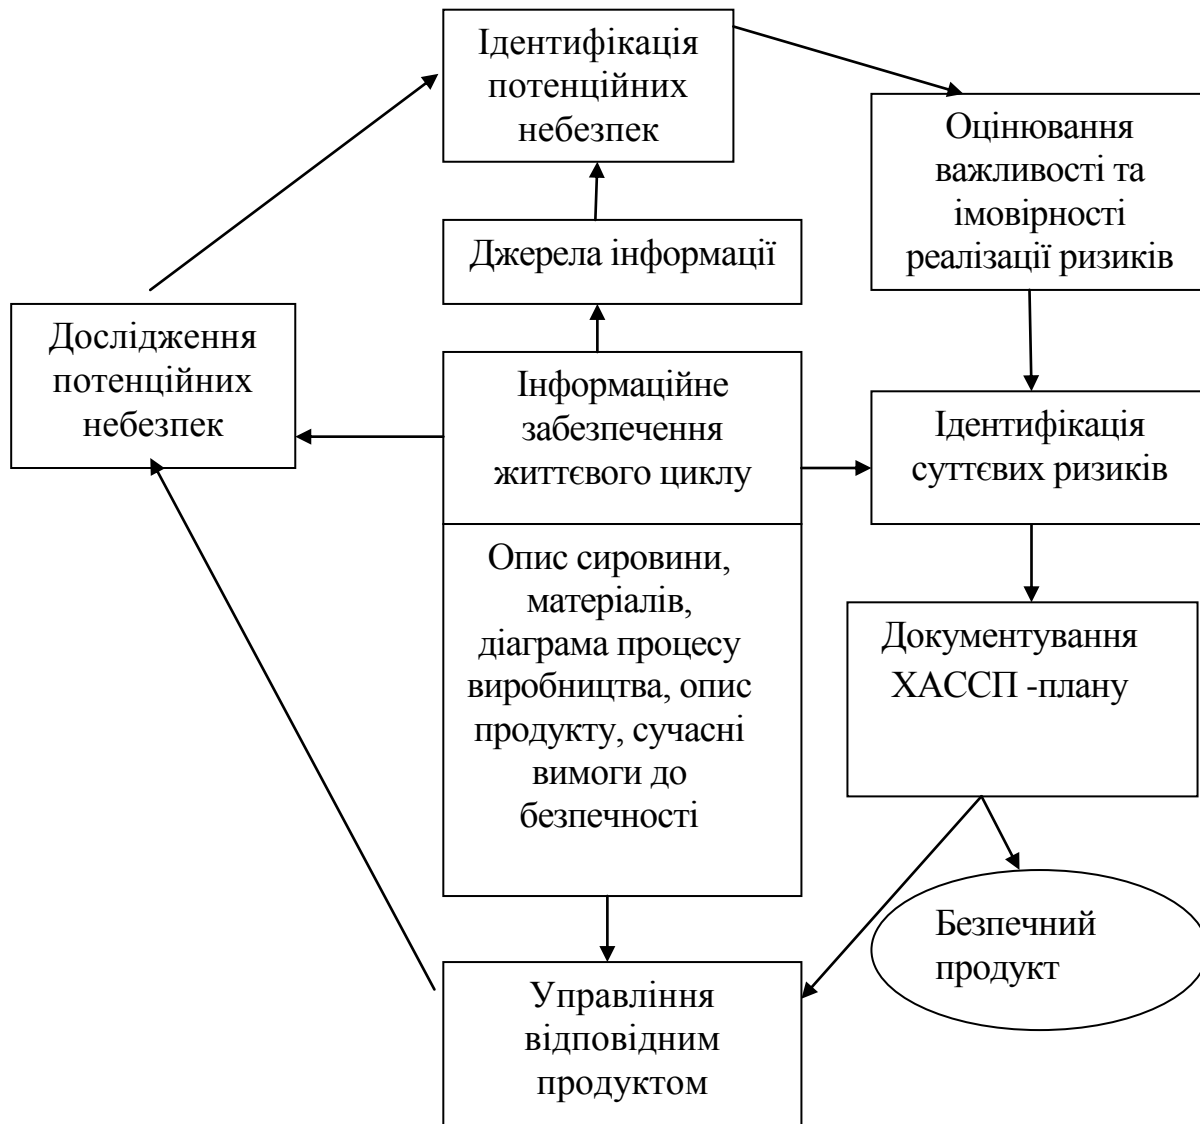 Ідентифікація
потенційних
небезпек
Оцінювання
важливості та
імовірності
реалізації ризиків
Джерела інформації
Дослідження
потенційних
небезпек
Інформаційне
забезпечення
життєвого циклу
Ідентифікація
суттєвих ризиків
Опис сировини,
матеріалів,
діаграма процесу
виробництва, опис
продукту, сучасні
вимоги до
безпечності
Документування
ХАССП -плану
Безпечний
продукт
Управління
відповідним
продуктом